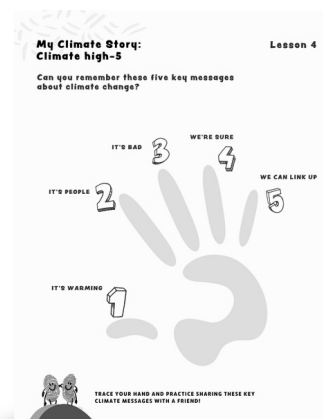 My Climate Story:
Climate high-5
Lesson 4
Can you remember these five key messages
about climate change?
IT'S WARMING 1
IT'S PEOPLE 2
IT'S BAD 3
WE'RE SURE 4
WE CAN LINK UP 5
TRACE YOUR HAND AND PRACTICE SHARING THESE KEY
CLIMATE MESSAGES WITH A FRIEND!